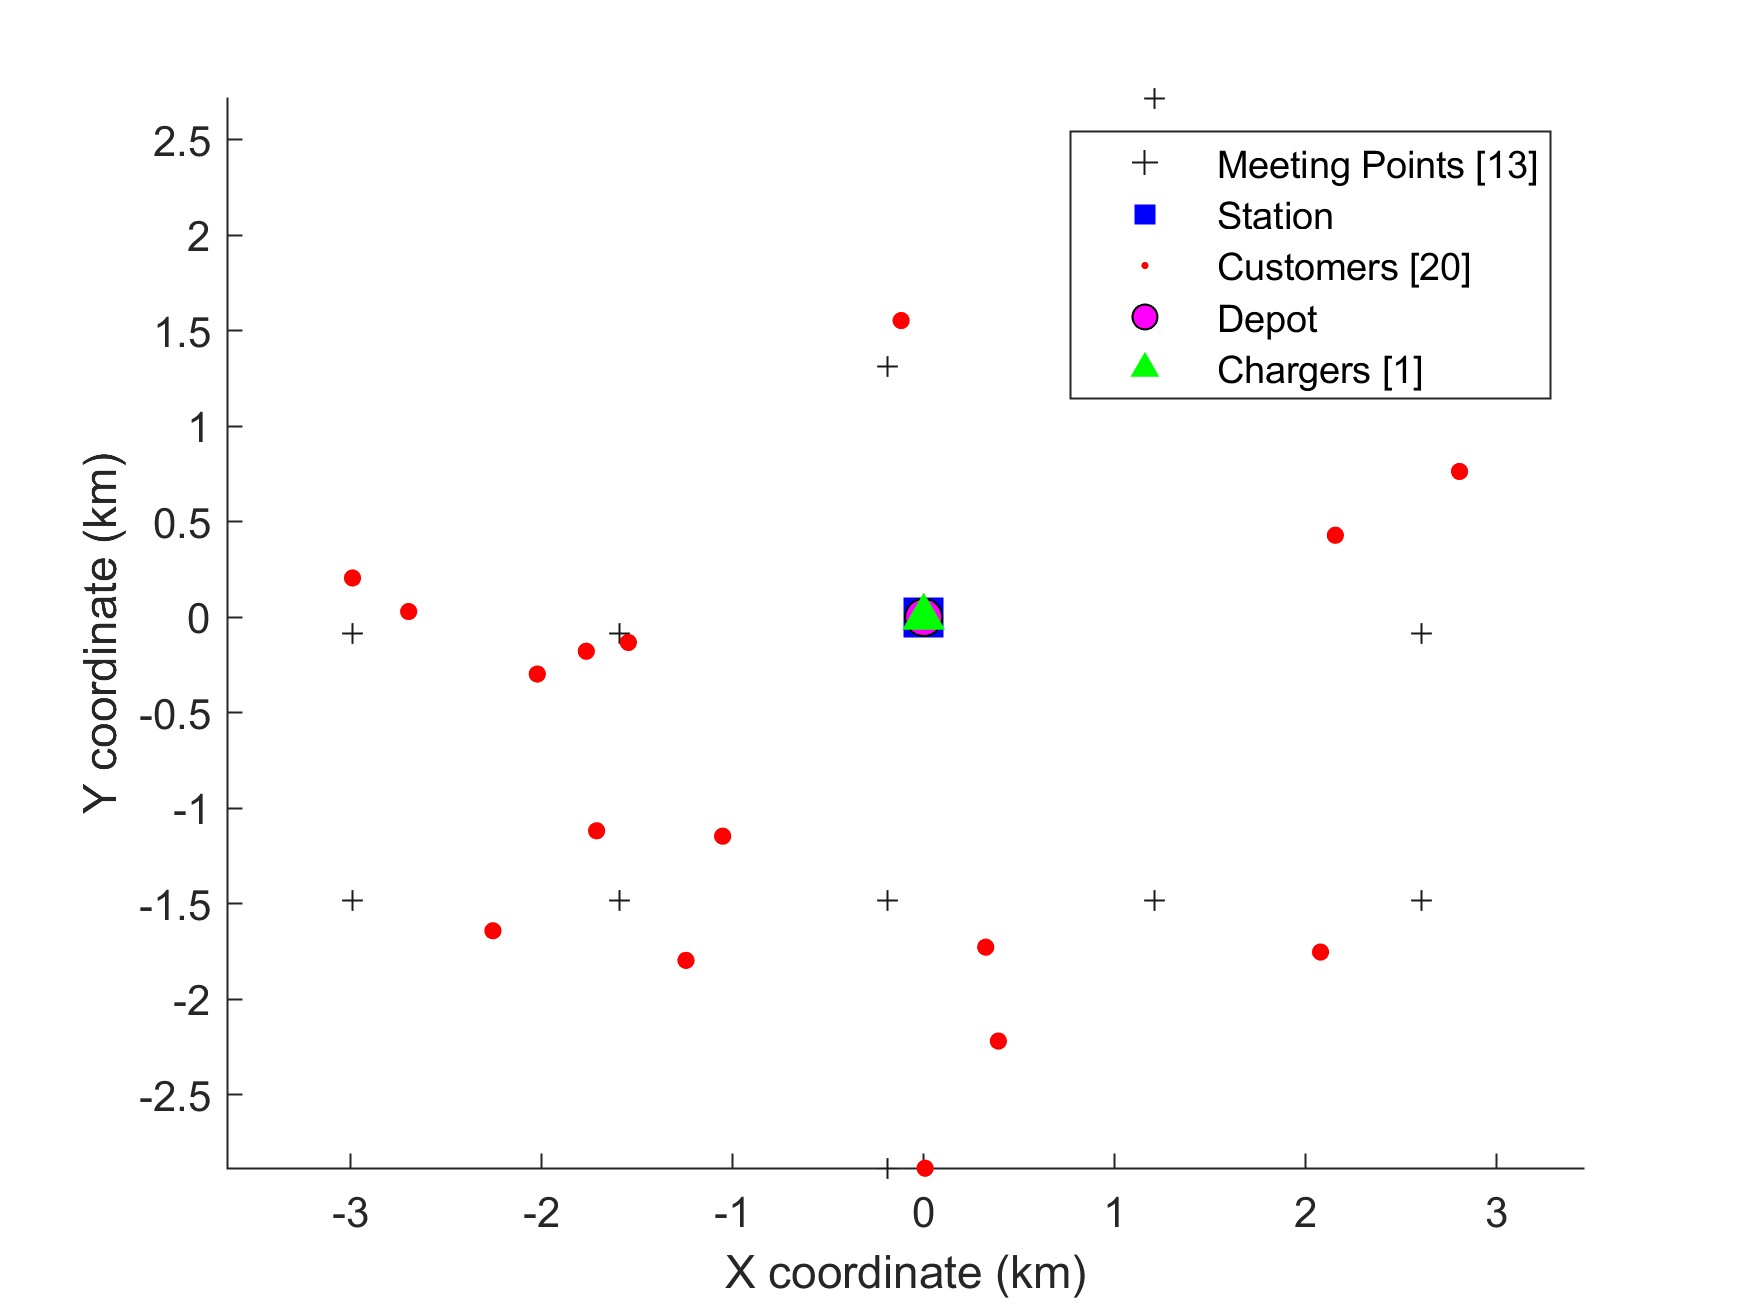 2.5
2
1.5
1
0.5
0
-0.5
-1
-1.5
-2
-2.5
Y coordinate (km)
Meeting Points [13]
Station
Customers [20]
Depot
Chargers [1]
-3 -2 -1 0 1 2 3
X coordinate (km)